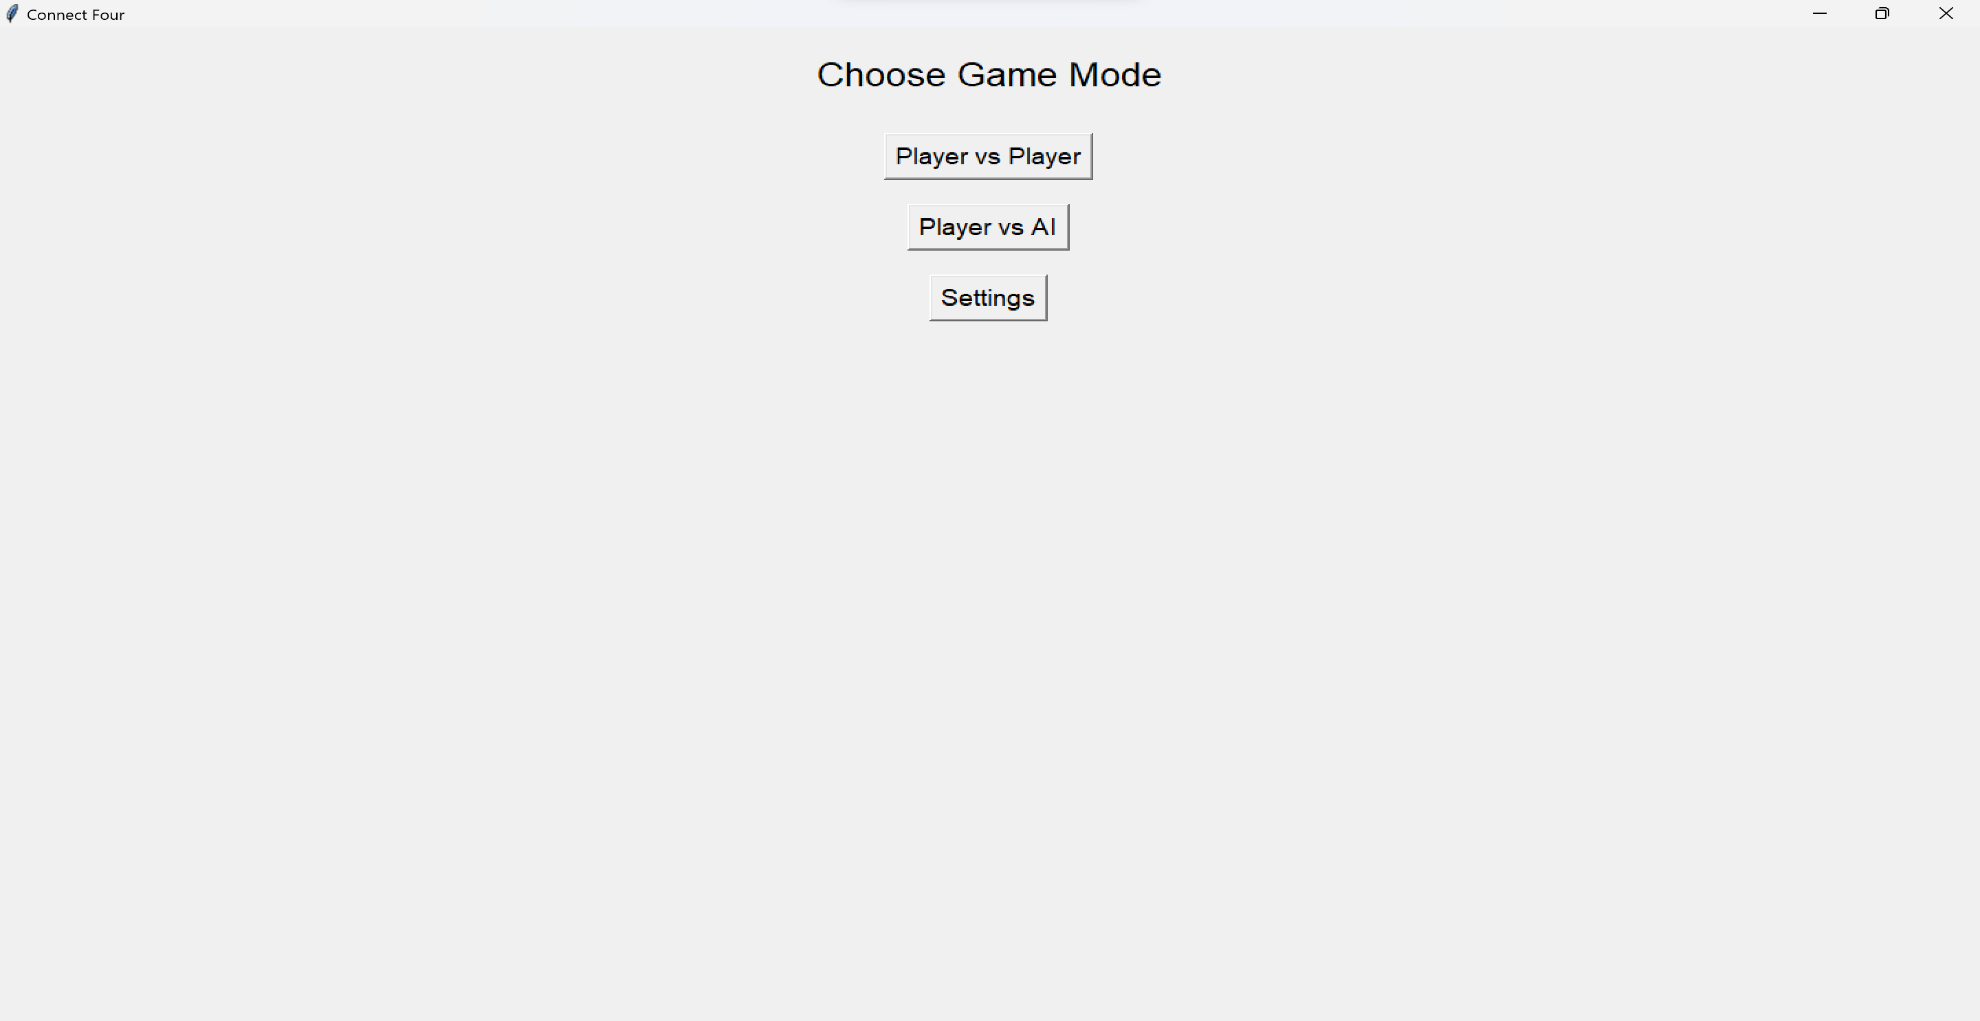 Connect Four
Choose Game Mode
Player vs Player
Player vs AI
Settings